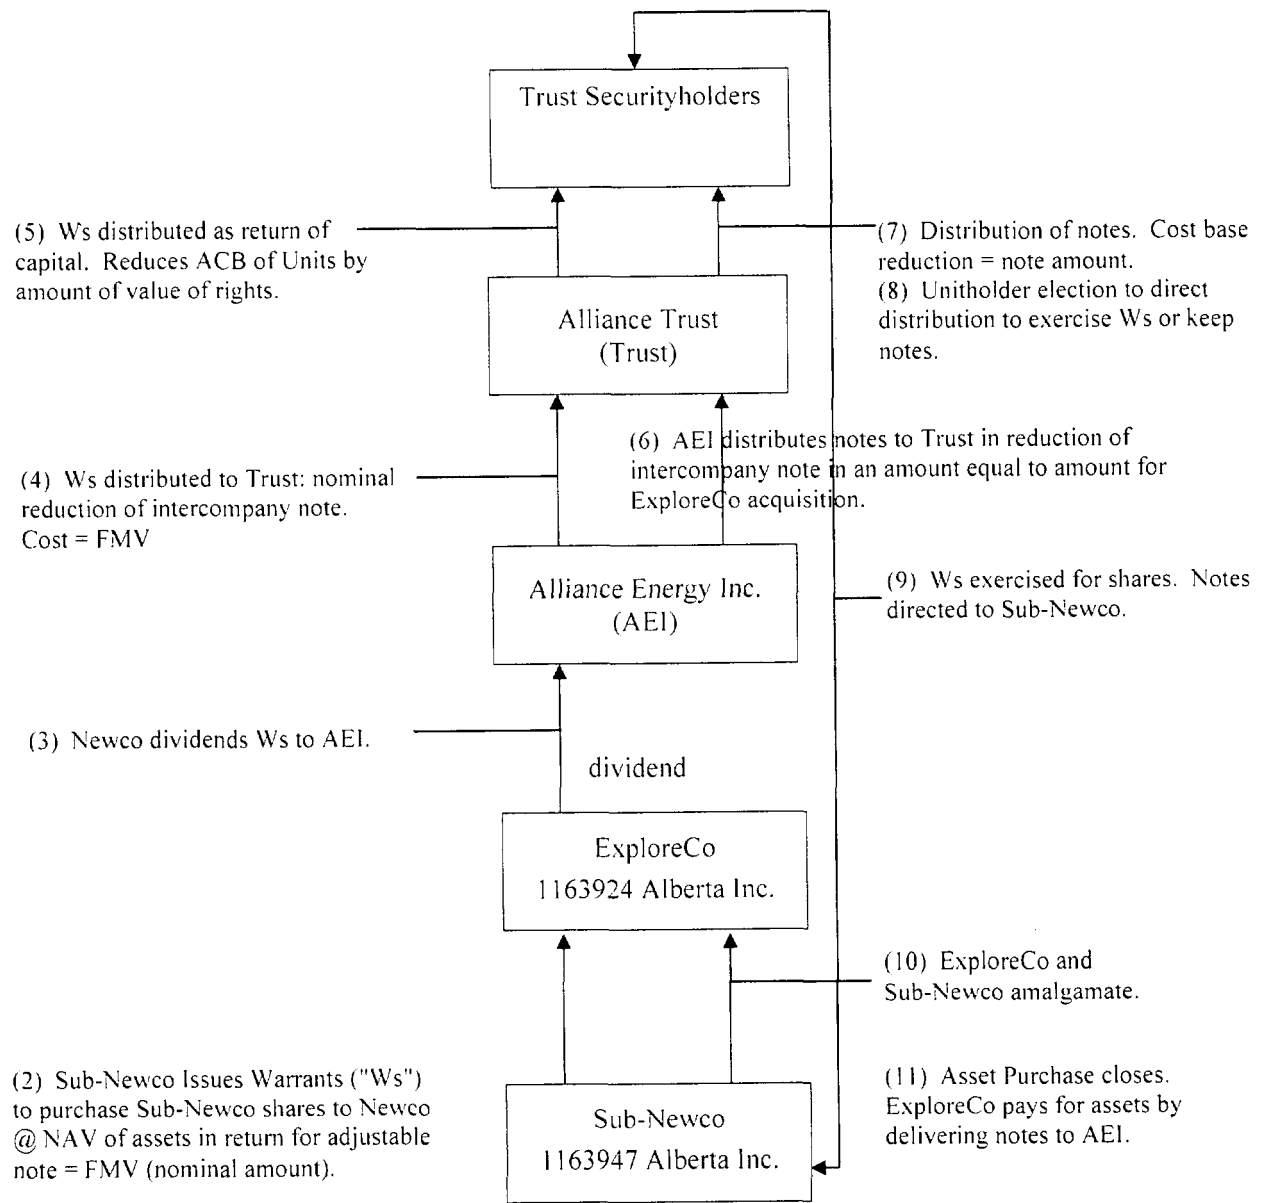 Trust Securityholders
(5) Ws distributed as return of
capital. Reduces ACB of Units by
amount of value of rights.
(7) Distribution of notes. Cost base
reduction = note amount.
(8) Unitholder election to direct
distribution to exercise Ws or keep
notes.
Alliance Trust
(Trust)
(4) Ws distributed to Trust: nominal
reduction of intercompany note.
Cost = FMV
(6) AEI distributes notes to Trust in reduction of
intercompany note in an amount equal to amount for
ExploreCo acquisition.
Alliance Energy Inc.
(AEI)
(9) Ws exercised for shares. Notes
directed to Sub-Newco.
(3) Newco dividends Ws to AEI.
dividend
ExploreCo
1163924 Alberta Inc.
(10) ExploreCo and
Sub-Newco amalgamate.
(2) Sub-Newco Issues Warrants ("Ws")
to purchase Sub-Newco shares to Newco
@ NAV of assets in return for adjustable
note = FMV (nominal amount).
Sub-Newco
1163947 Alberta Inc.
(11) Asset Purchase closes.
ExploreCo pays for assets by
delivering notes to AEI.